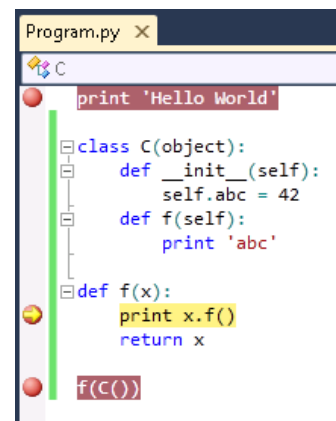 Program.py
C
print 'Hello World'
class C(object):
    def __init__(self):
        self.abc = 42
    def f(self):
        print 'abc'
def f(x):
    print x.f()
    return x
f(C())